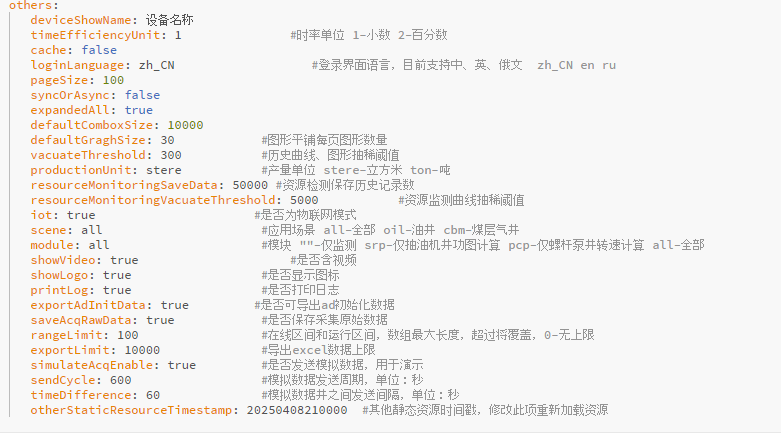 others:
deviceShowName: 设备名称
timeEfficiencyUnit: 1 #时率单位 1-小数 2-百分数
cache: false
loginLanguage: zh_CN #登录界面语言，目前支持中、英、俄文 zh_CN en ru
pageSize: 100
syncOrAsync: false
expandedAll: true
defaultComboxSize: 10000
defaultGraghSize: 30 #图形平铺每页图形数量
vacuateThreshold: 300 #历史曲线、图形抽稀阈值
productionUnit: stere #产量单位 stere-立方米 ton-吨
resourceMonitoringSaveData: 50000 #资源检测保存历史记录数
resourceMonitoringVacuateThreshold: 5000 #资源监测曲线抽稀阈值
iot: true #是否为物联网模式
scene: all #应用场景 all-全部 oil-油井 cbm-煤层气井
module: all #模块 ""-仅监测 srp-仅抽油机井功图计算 pcp-仅螺杆泵井转速计算 all-全部
showVideo: true #是否含视频
showLogo: true #是否显示图标
printLog: true #是否打印日志
exportAdInitData: true #是否可导出ad初始化数据
saveAcqRawData: true #是否保存采集原始数据
rangeLimit: 100 #在线区间和运行区间，数组最大长度，超过将覆盖，0-无上限
exportLimit: 10000 #导出excel数据上限
simulateAcqEnable: true #是否发送模拟数据，用于演示
sendCycle: 600 #模拟数据发送周期，单位：秒
timeDifference: 60 #模拟数据井之间发送间隔，单位：秒
otherStaticResourceTimestamp: 20250408210000 #其他静态资源时间戳，修改此项重新加载资源